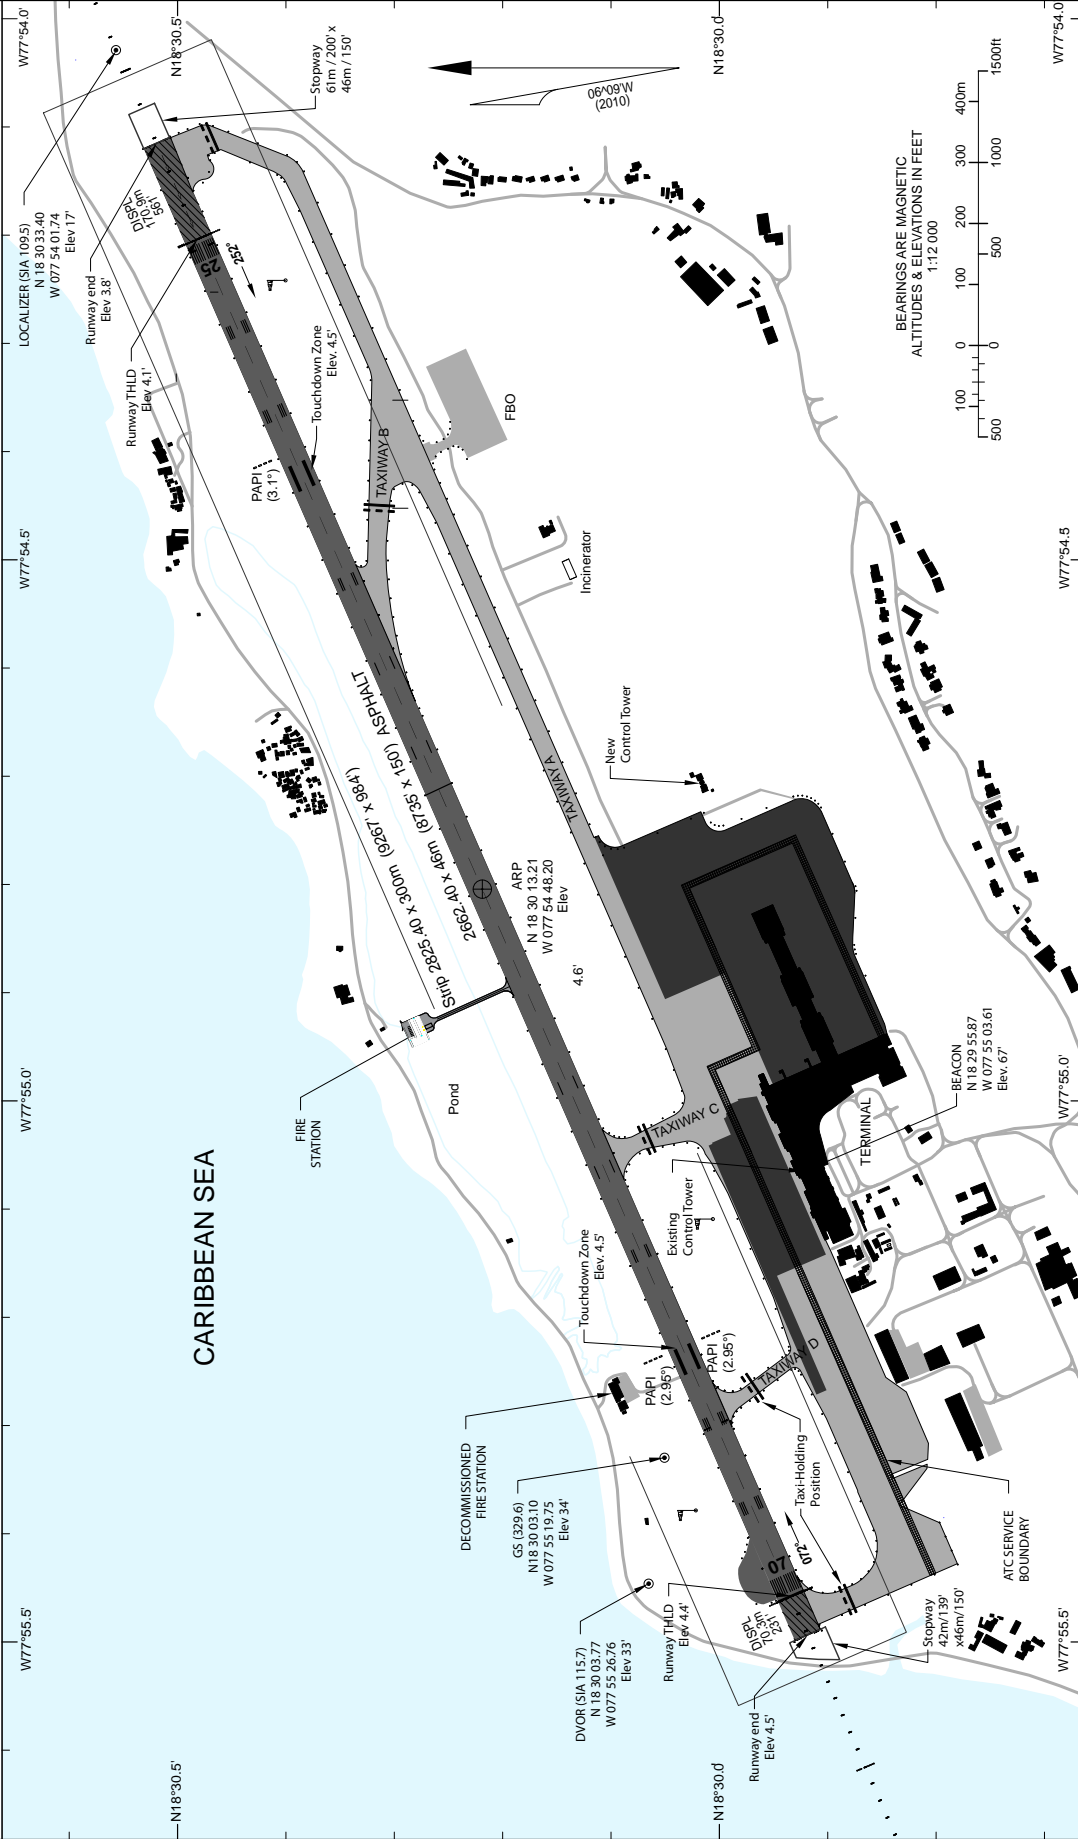 W77°55.5'
W77°55.0'
W77°54.5'
W77°54.0'
N18°30.5'
N18°30.5'
CARIBBEAN SEA
LOCALIZER (SIA 109.5)
N 18 30 33.40
W 077 54 01.74
Elev 17'
Runway end
Elev 3.8'
Runway THLD
Elev 4.1'
DISPL
170.9m
561'
25
252°
Stopway
61m / 200' x
46m / 150'
PAPI
(3.1°)
Touchdown Zone
Elev. 4.5'
FIRE
STATION
Pond
Strip 2825.40 x 300m (9267' x 984')
2662.40 x 46m (8735' x 150') ASPHALT
ARP
N 18 30 13.21
W 077 54 48.20
Elev
4.6'
TAXIWAY B
TAXIWAY A
TAXIWAY C
TAXIWAY D
FBO
Incinerator
New
Control Tower
DECOMMISSIONED
FIRE STATION
GS (329.6)
N18 30 03.10
W 077 55 19.75
Elev 34'
DVOR (SIA 115.7)
N 18 30 03.77
W 077 55 26.76
Elev 33'
Touchdown Zone
Elev. 4.5'
PAPI
(2.95°)
PAPI
(2.95°)
Existing
Control Tower
Runway THLD
Elev 4.4'
DISPL
70.3m
231'
07
072°
Runway end
Elev 4.5'
Taxi-Holding
Position
Stopway
42m/139'
x46m/150'
ATC SERVICE
BOUNDARY
TERMINAL
BEACON
N 18 29 55.87
W 077 55 03.61
Elev. 67'
06^09'W
(2010)
N18°30.0'
N18°30.0
BEARINGS ARE MAGNETIC
ALTITUDES & ELEVATIONS IN FEET
1:12 000
100 0 100 200 300 400m
500 0 500 1000 1500ft
W77°55.5'
W77°55.0'
W77°54.5
W77°54.0'